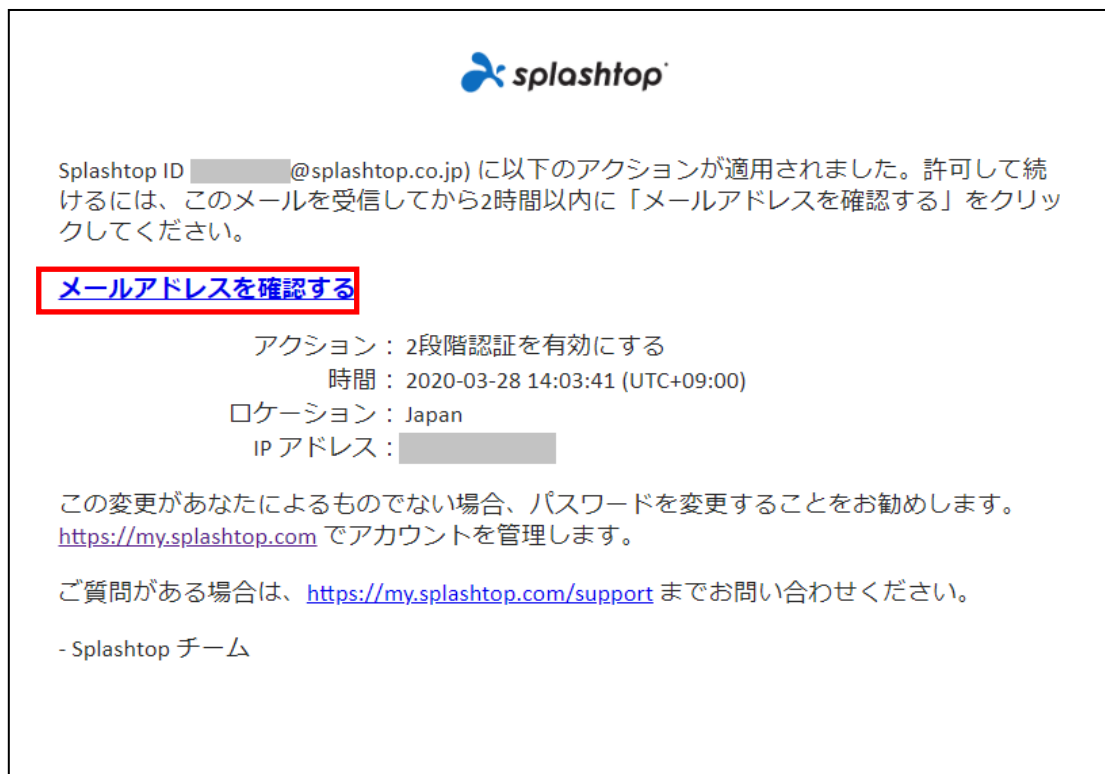 splashtop
Splashtop ID @splashtop.co.jp) に以下のアクションが適用されました。許可して続
けるには、このメールを受信してから2時間以内に「メールアドレスを確認する」をクリッ
クしてください。
メールアドレスを確認する
アクション： 2段階認証を有効にする
時間： 2020-03-28 14:03:41 (UTC+09:00)
ロケーション： Japan
IP アドレス：
この変更があなたによるものでない場合、パスワードを変更することをお勧めします。
https://my.splashtop.com でアカウントを管理します。
ご質問がある場合は、https://my.splashtop.com/support までお問い合わせください。
- Splashtop チーム